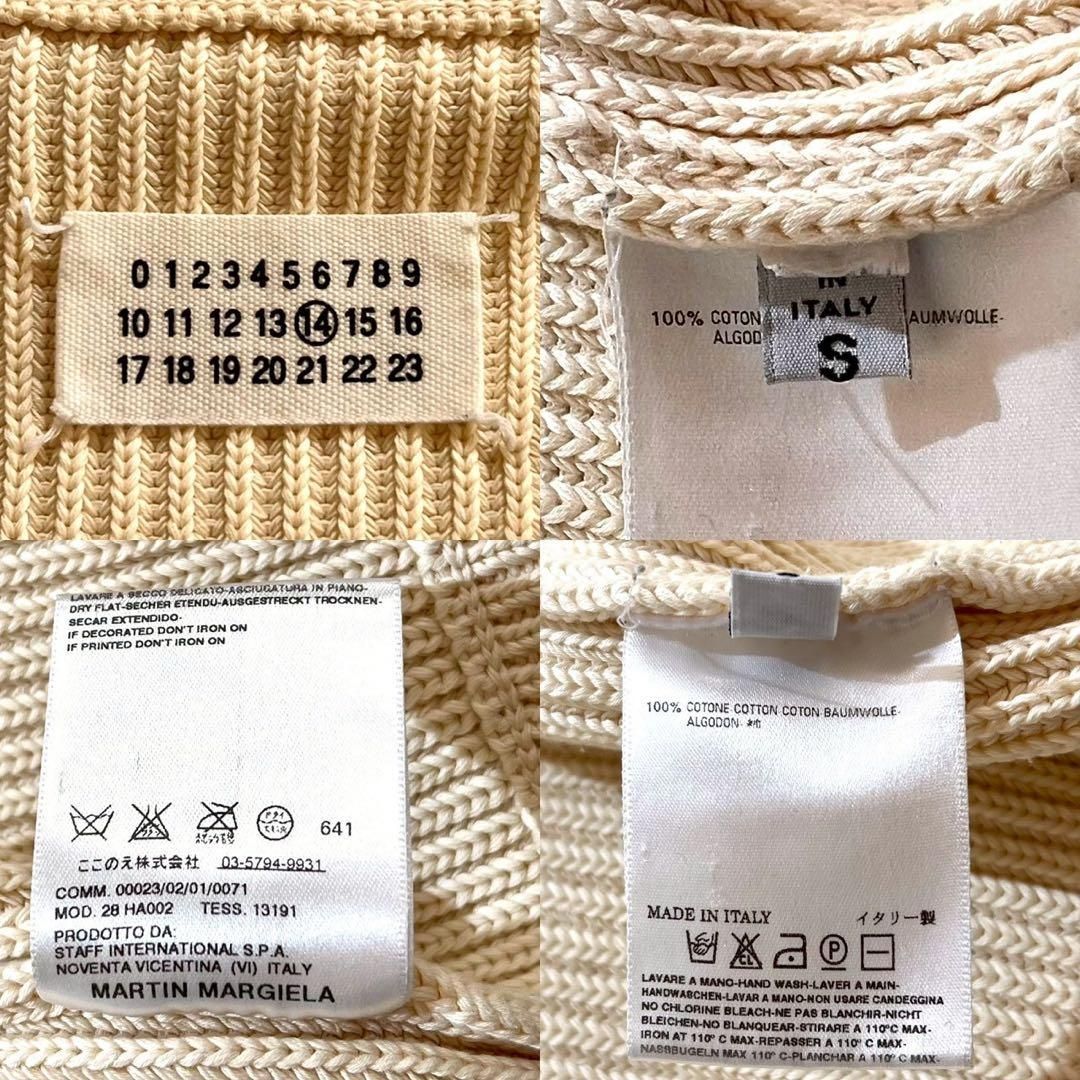 0 1 2 3 4 5 6 7 8 9
10 11 12 13 14 15 16
17 18 19 20 21 22 23
IN
ITALY
S
100% COTON
AUMWOLLE-
ALGOD
LAVARE A SECCO DELICATO-ASCIUGATURA IN PIANO-
DRY FLAT-SECHER ETENDU-AUSGESTRECKT TROCKNEN-
SECAR EXTENDIDO-
IF DECORATED DON'T IRON ON
IF PRINTED DON'T IRON ON
641
ここのえ株式会社 03-5794-9931
COMM. 00023/02/01/0071
MOD. 28 HA002 TESS. 13191
PRODOTTO DA:
STAFF INTERNATIONAL S.P.A.
NOVENTA VICENTINA (VI) ITALY
MARTIN MARGIELA
100% COTONE-COTTON-COTON-BAUMWOLLE-
ALGODON-
MADE IN ITALY イタリー製
CL
P
LAVARE A MANO-HAND WASH-LAVER A MAIN-
HANDWASCHEN-LAVAR A MANO-NON USARE CANDEGGINA
NO CHLORINE BLEACH-NE PAS BLANCHIR-NICHT
BLEICHEN-NO BLANQUEAR-STIRARE A 110°C MAX-
IRON AT 110° C MAX-REPASSER A 110° C MAX-
NASSBUGELN MAX 110° C-PLANCHAR A 110° C MAX-